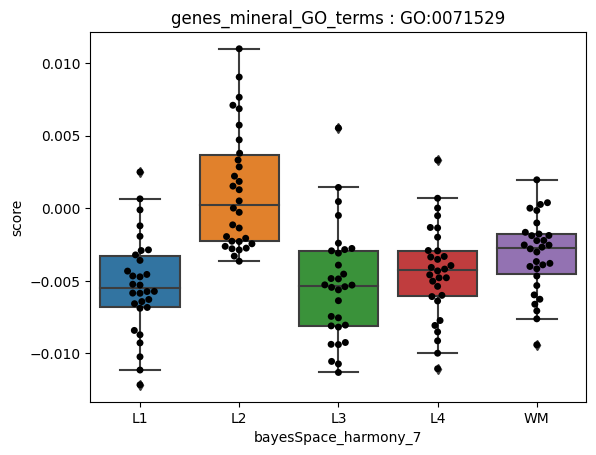 genes_mineral_GO_terms : GO:0071529
0.010
0.005
0.000
−0.005
−0.010
score
L1 L2 L3 L4 WM
bayesSpace_harmony_7